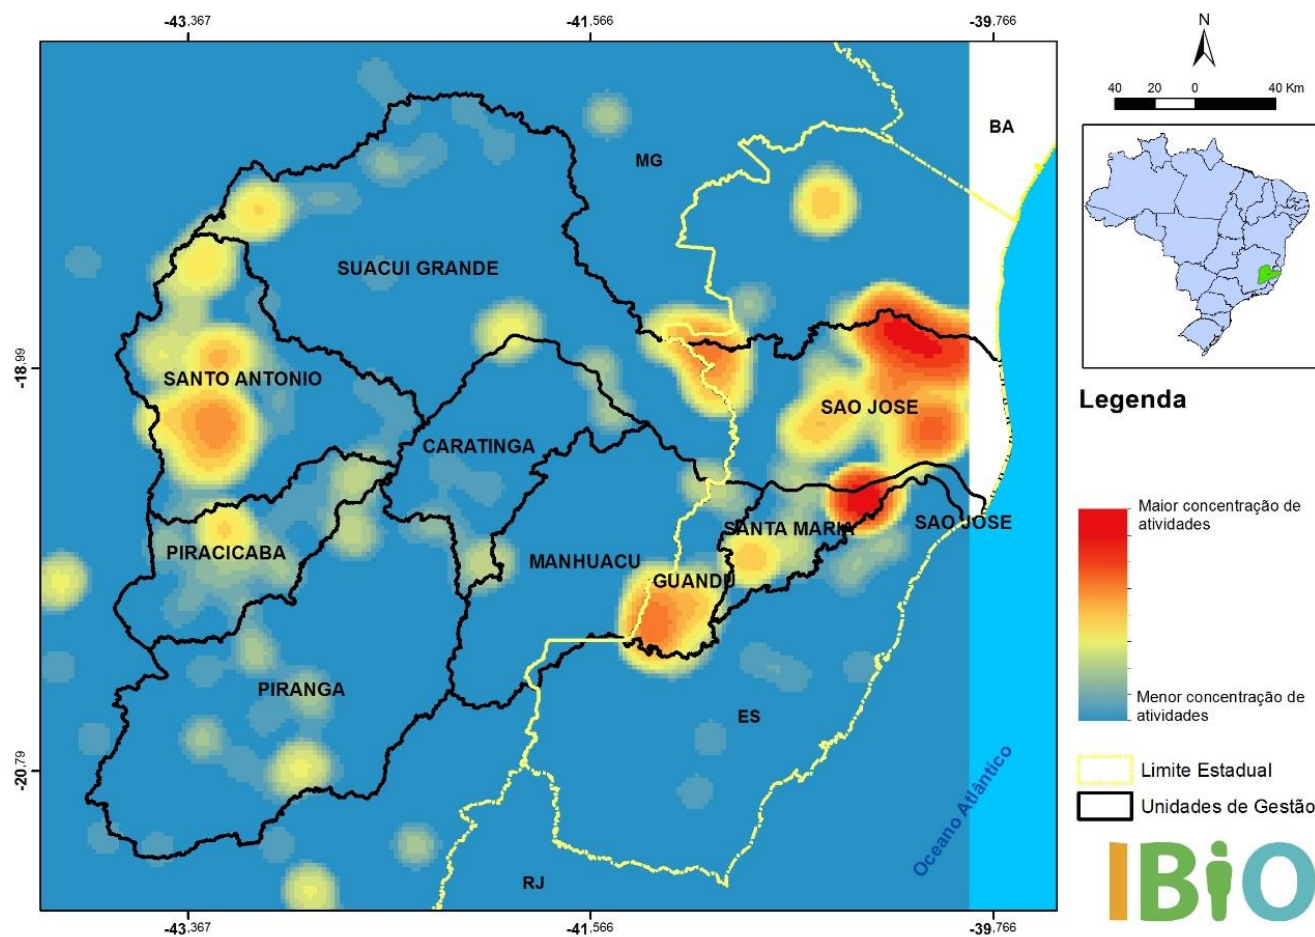 -43.367
-41.566
-39.766
N
40 20 0 40 Km
BA
MG
SUACUI GRANDE
-18.99
SANTO ANTONIO
SAO JOSE
CARATINGA
SANTA MARIA
SAO JOSE
PIRACICABA
MANHUACU
GUANDU
PIRANGA
ES
-20.79
Oceano Atlântico
RJ
-43.367
-41.566
-39.766
Legenda
Maior concentração de
atividades
Menor concentração de
atividades
Limite Estadual
Unidades de Gestão
IBiO